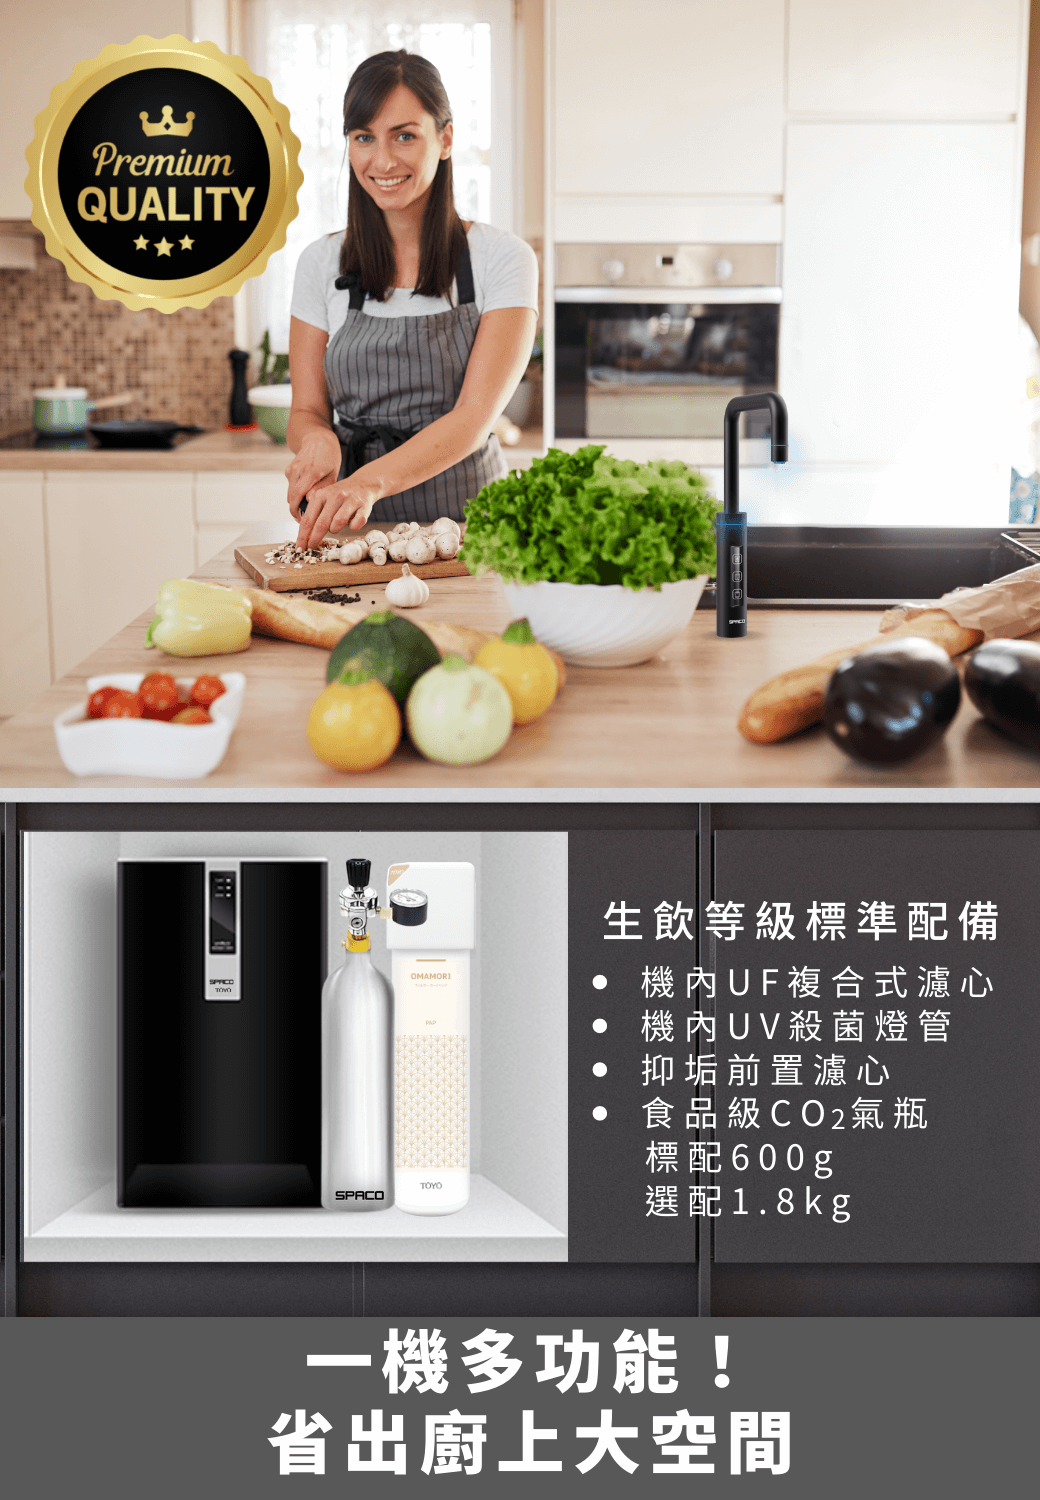 Premium
QUALITY
SPACO
生飲等級標準配備
• 機內UF複合式濾心
• 機內UV殺菌燈管
• 抑垢前置濾心
• 食品級CO₂氣瓶
標配600g
選配1.8kg
SPACO
TOYO
OMAMORI
SPACO
TOYO
一機多功能！
省出廚上大空間